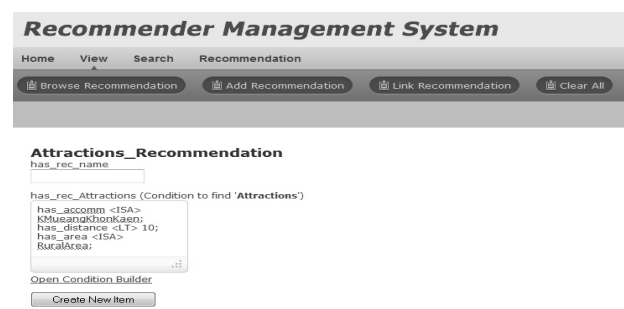 Recommender Management System
Home View Search Recommendation
Browse Recommendation Add Recommendation Link Recommendation Clear All
Attractions_Recommendation
has_rec_name
has_rec_Attractions (Condition to find 'Attractions')
has_accomm <ISA>
KMueangKhonKaen;
has_distance <LT> 10;
has_area <ISA>
RuralArea;
Open Condition Builder
Create New Item